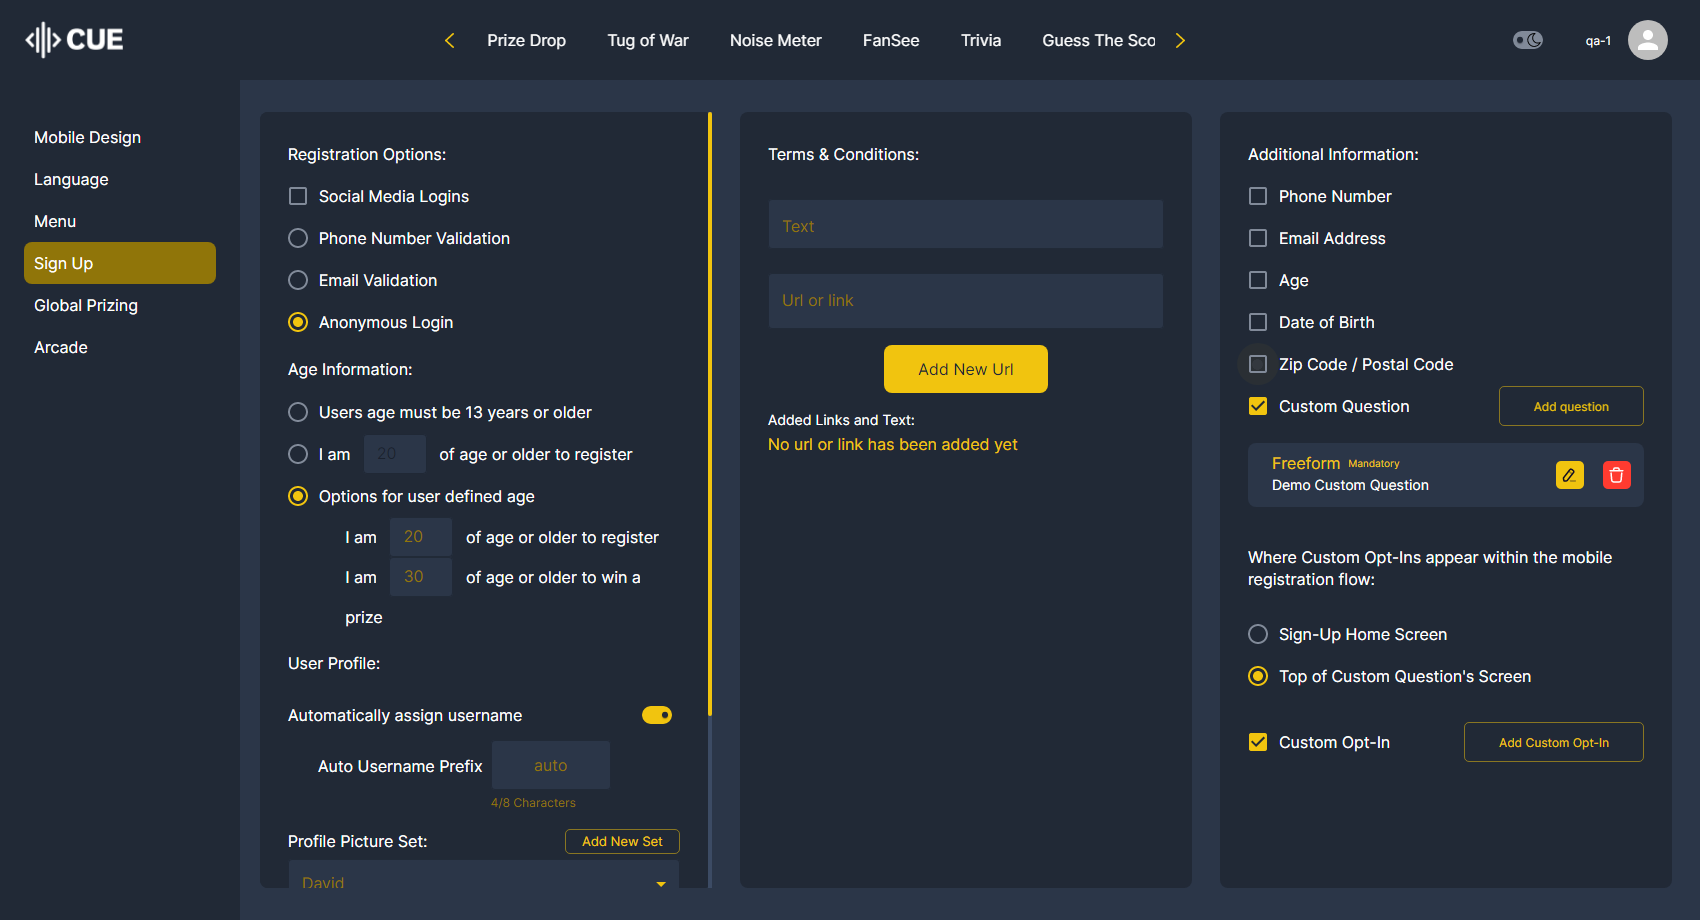 CUE
Prize Drop
Tug of War
Noise Meter
FanSee
Trivia
Guess The Sco
qa-1
Mobile Design
Language
Menu
Sign Up
Global Prizing
Arcade
Registration Options:
Social Media Logins
Phone Number Validation
Email Validation
Anonymous Login
Age Information:
Users age must be 13 years or older
I am 20 of age or older to register
Options for user defined age
I am 20 of age or older to register
I am 30 of age or older to win a
prize
User Profile:
Automatically assign username
Auto Username Prefix auto
4/8 Characters
Profile Picture Set:
Add New Set
David
Terms & Conditions:
Text
Url or link
Add New Url
Added Links and Text:
No url or link has been added yet
Additional Information:
Phone Number
Email Address
Age
Date of Birth
Zip Code / Postal Code
Custom Question
Add question
Freeform Mandatory
Demo Custom Question
Where Custom Opt-Ins appear within the mobile
registration flow:
Sign-Up Home Screen
Top of Custom Question's Screen
Custom Opt-In
Add Custom Opt-In